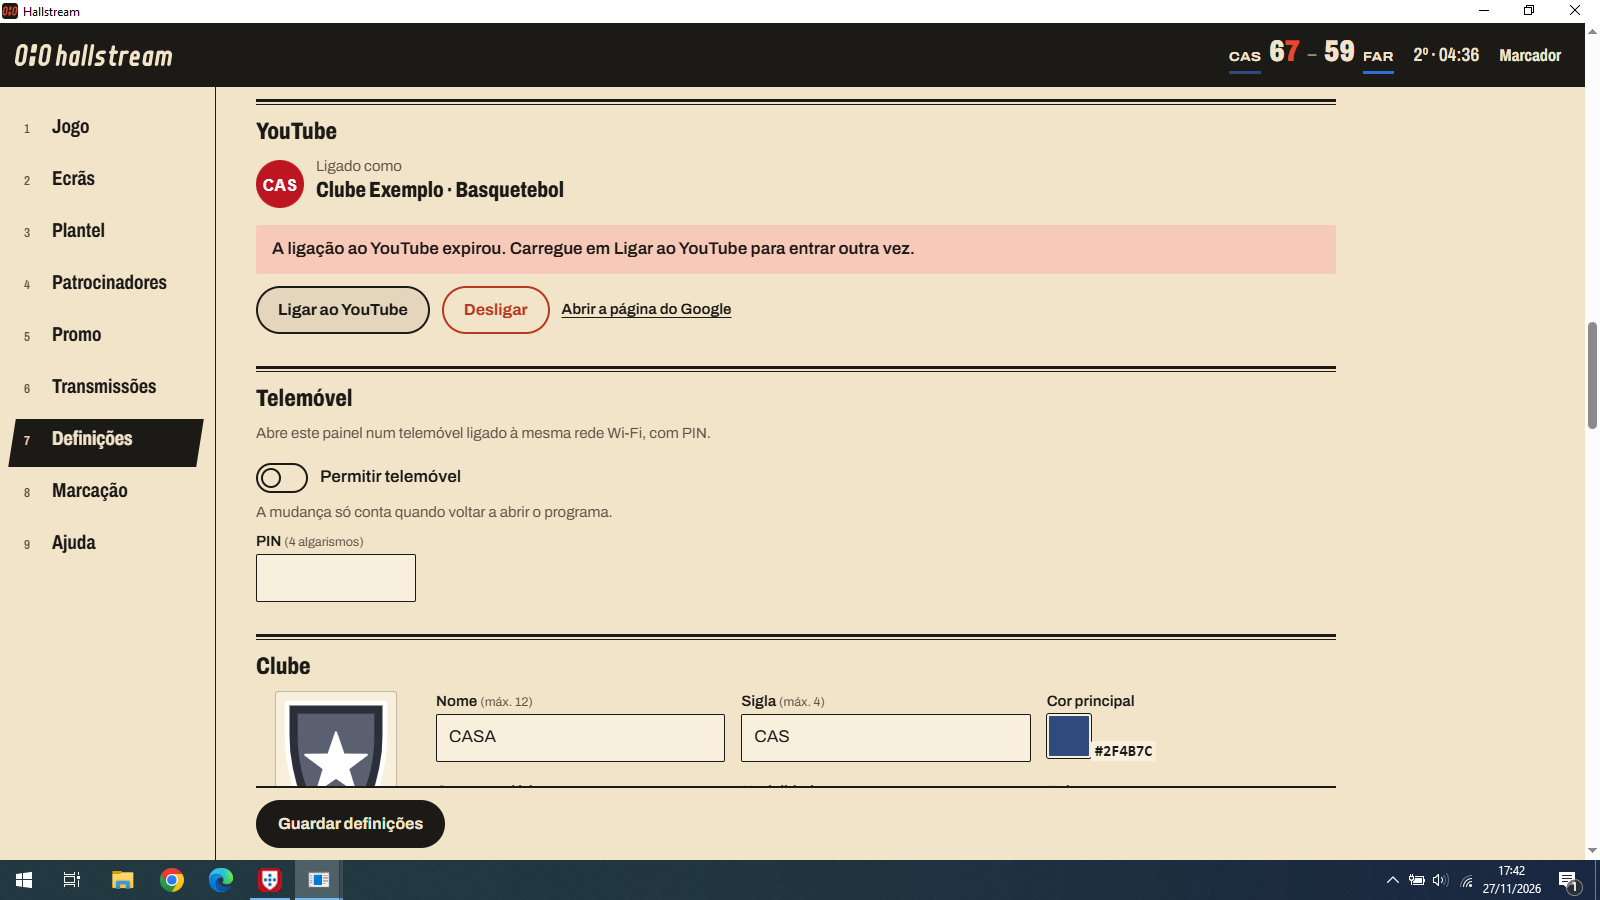 Hallstream
0:0 hallstream
CAS 67 – 59 FAR 2º · 04:36 Marcador
1 Jogo
2 Ecrãs
3 Plantel
4 Patrocinadores
5 Promo
6 Transmissões
7 Definições
8 Marcação
9 Ajuda
YouTube
CAS
Ligado como
Clube Exemplo · Basquetebol
A ligação ao YouTube expirou. Carregue em Ligar ao YouTube para entrar outra vez.
Ligar ao YouTube Desligar Abrir a página do Google
Telemóvel
Abre este painel num telemóvel ligado à mesma rede Wi-Fi, com PIN.
Permitir telemóvel
A mudança só conta quando voltar a abrir o programa.
PIN (4 algarismos)
Clube
Nome (máx. 12) Sigla (máx. 4) Cor principal
CASA CAS #2F4B7C
Guardar definições
17:42
27/11/2026
1